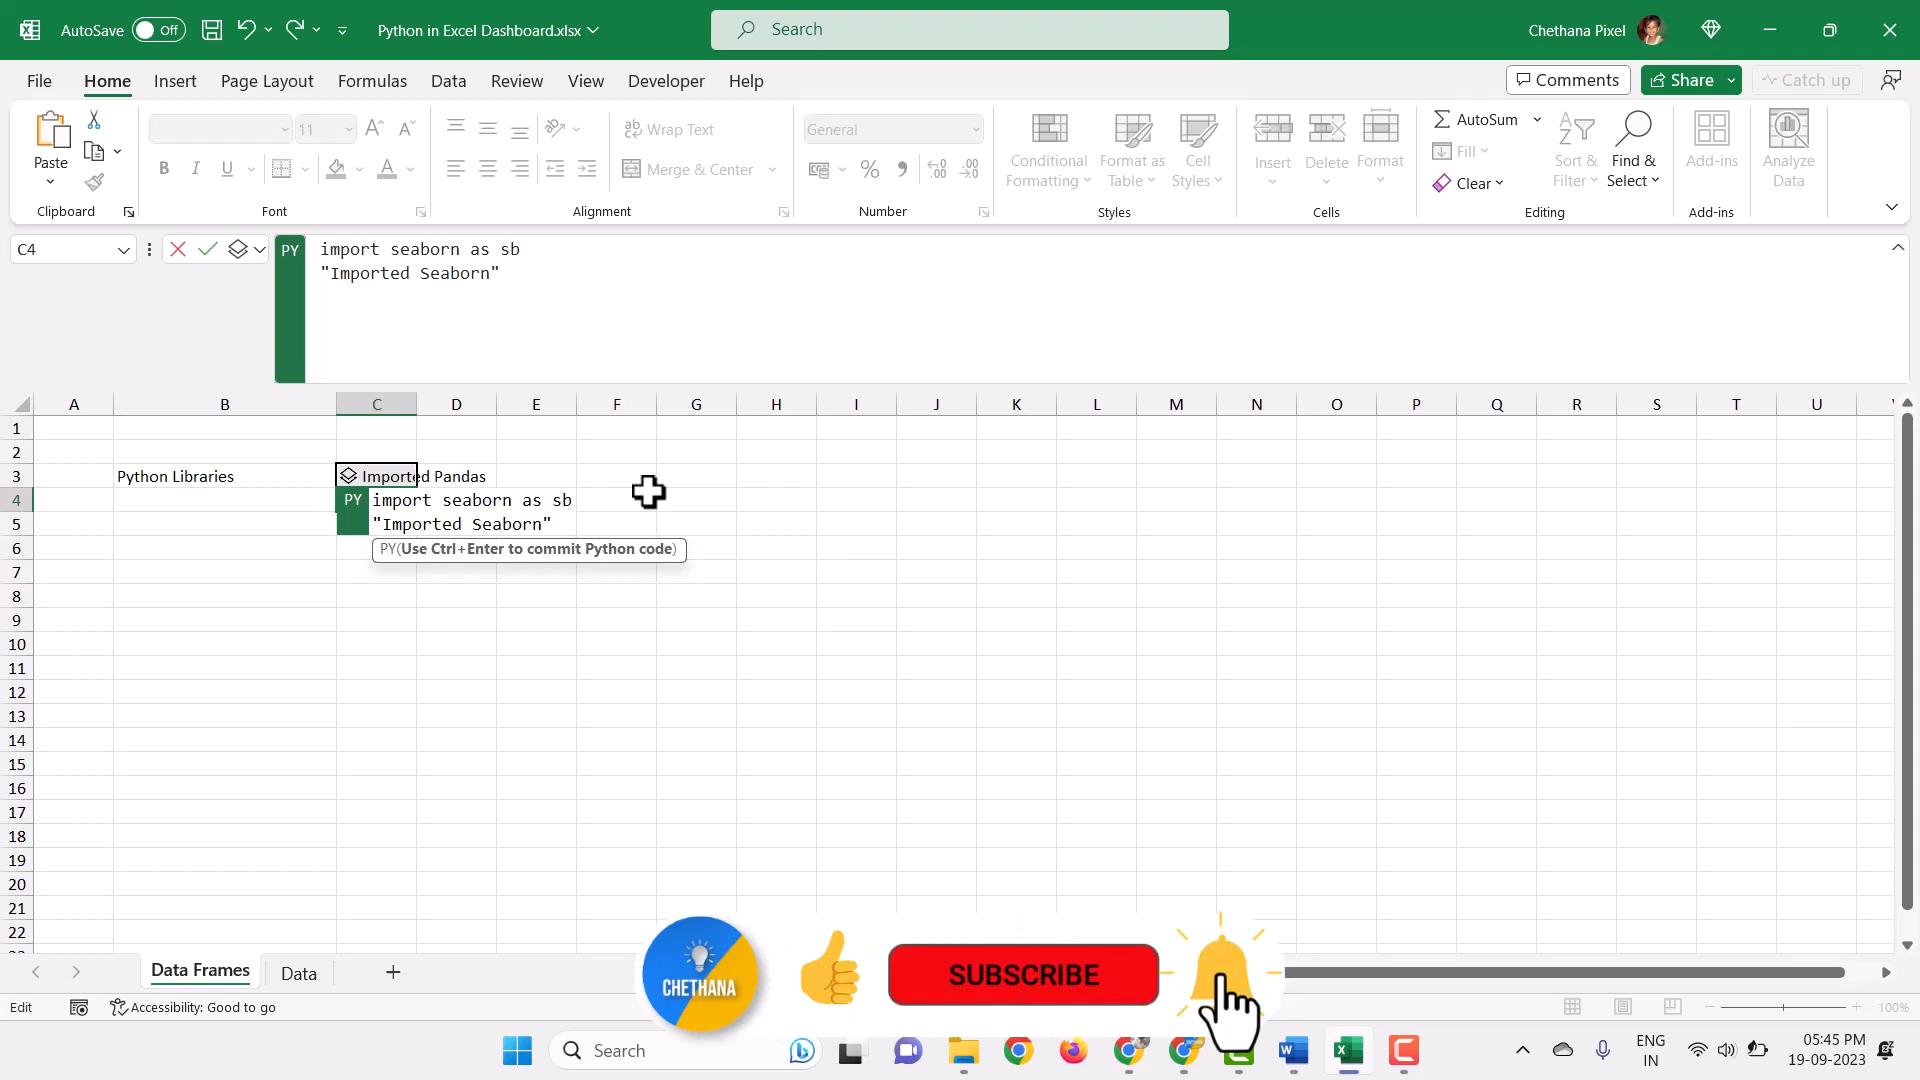 AutoSave Off Python in Excel Dashboard.xlsx Search Chethana Pixel
File Home Insert Page Layout Formulas Data Review View Developer Help Comments Share Catch up
Paste
11
Wrap Text
Merge & Center
General
Conditional Formatting
Format as Table
Cell Styles
Insert
Delete
Format
AutoSum
Fill
Clear
Sort & Filter
Find & Select
Add-ins
Analyze Data
Clipboard Font Alignment Number Styles Cells Editing Add-ins
C4 PY import seaborn as sb
"Imported Seaborn"
A B C D E F G H I J K L M N O P Q R S T U
1
2
3 Python Libraries Imported Pandas
4 PY import seaborn as sb
5 "Imported Seaborn"
6 PY(Use Ctrl+Enter to commit Python code)
7
8
9
10
11
12
13
14
15
16
17
18
19
20
21
22
Data Frames Data
CHETHANA SUBSCRIBE
Edit Accessibility: Good to go 100%
Search ENG IN 05:45 PM
19-09-2023